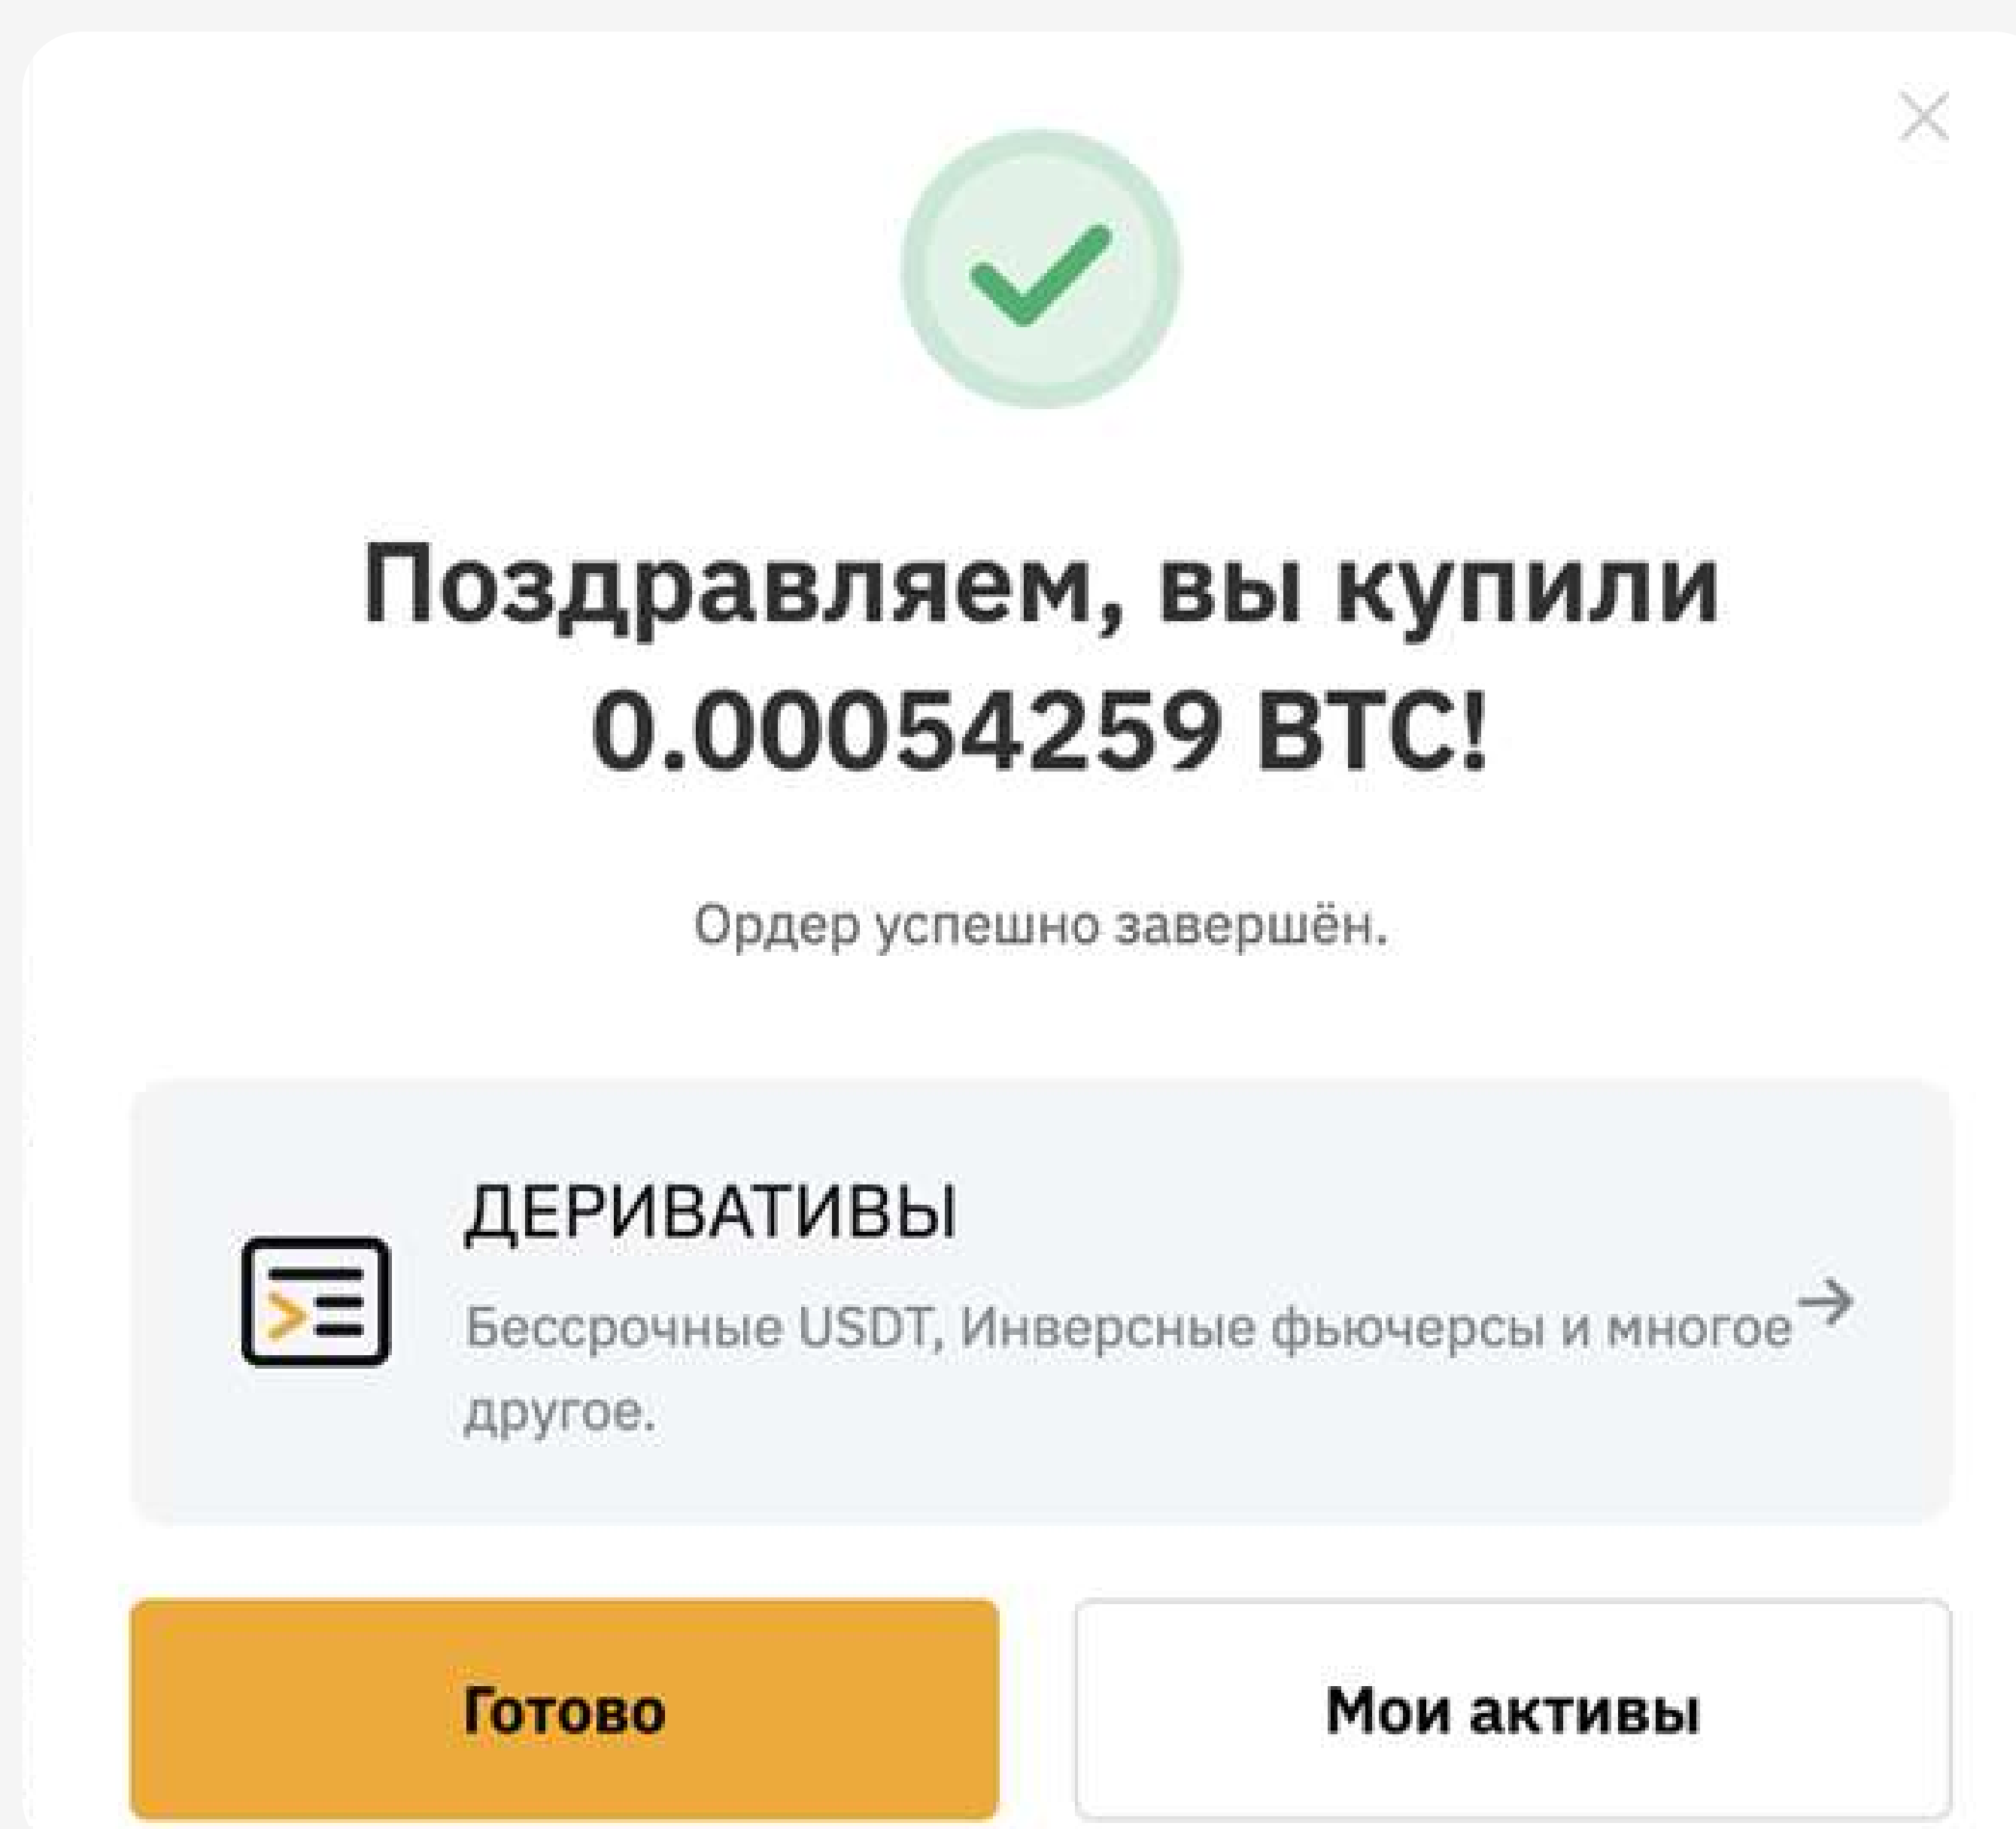 Поздравляем, вы купили
0.00054259 BTC!
Ордер успешно завершён.
ДЕРИВАТИВЫ
Бессрочные USDT, Инверсные фьючерсы и многое
другое.
Готово
Мои активы